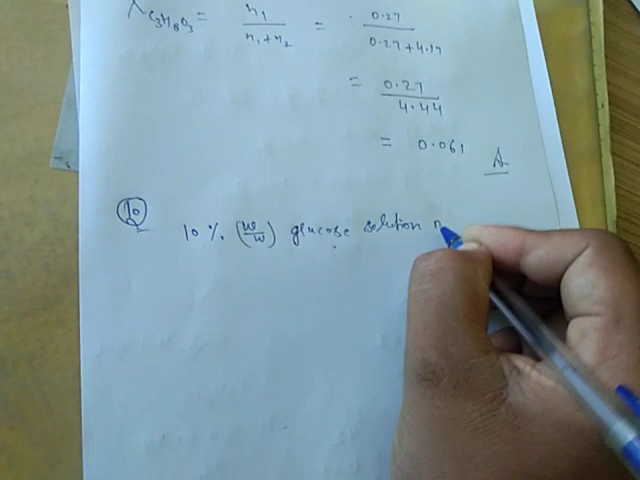 x C₃H₈O₃ = n₁ / n₁+n₂ = 0.27 / 0.27+4.17
= 0.27 / 4.44
= 0.061 A
10 10 %. (w/w) glucose solution